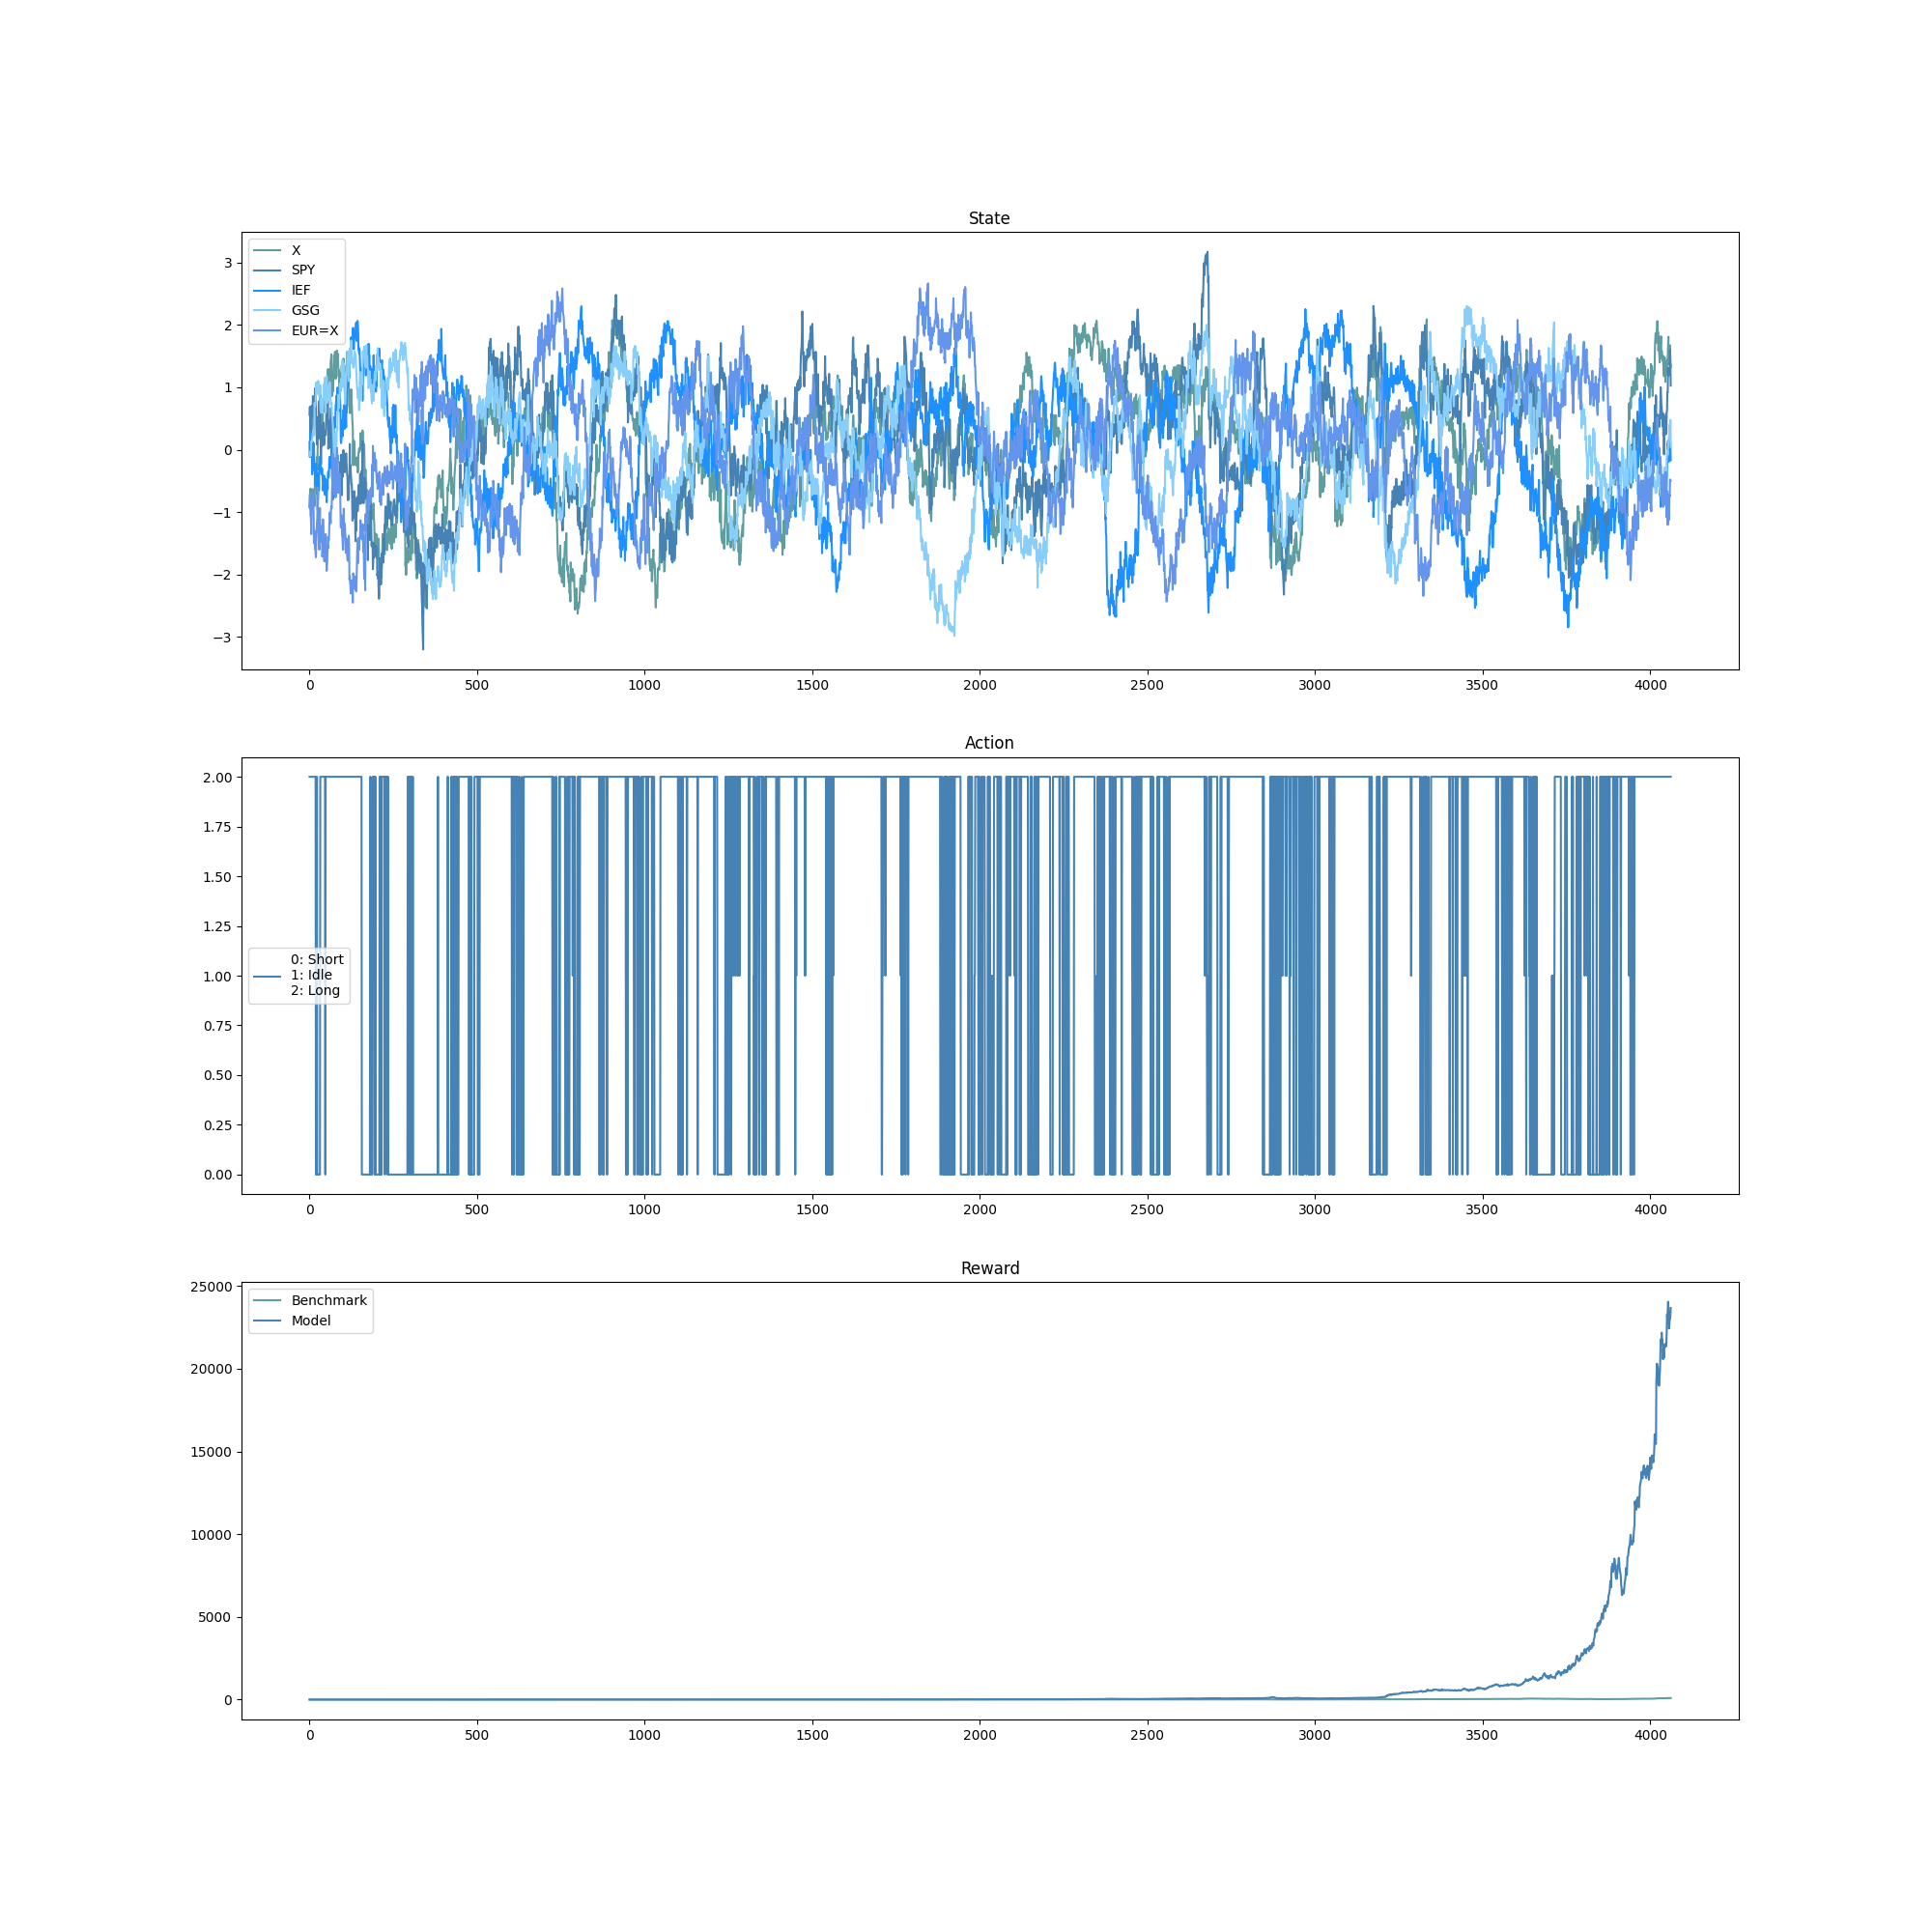 State
X
SPY
IEF
GSG
EUR=X
3
2
1
0
−1
−2
−3
0 500 1000 1500 2000 2500 3000 3500 4000
Action
2.00
1.75
1.50
1.25
1.00
0.75
0.50
0.25
0.00
0: Short
1: Idle
2: Long
0 500 1000 1500 2000 2500 3000 3500 4000
Reward
Benchmark
Model
25000
20000
15000
10000
5000
0
0 500 1000 1500 2000 2500 3000 3500 4000